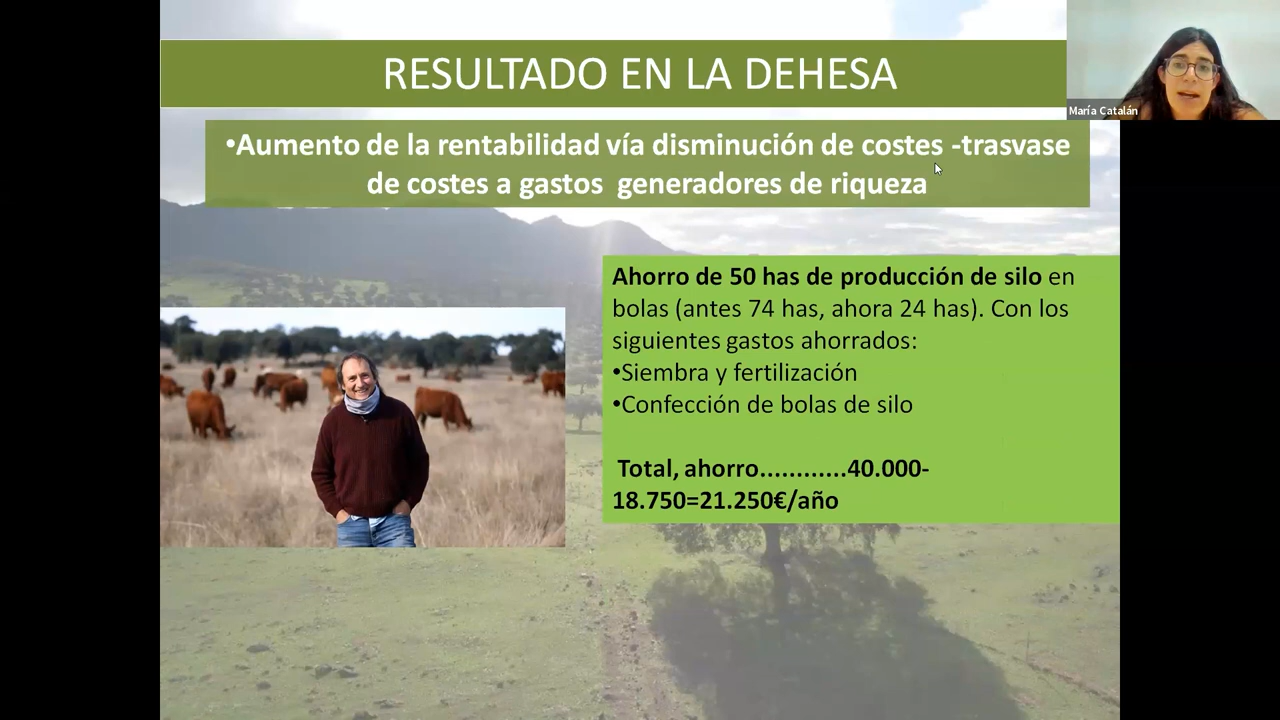 RESULTADO EN LA DEHESA
María Catalán
•Aumento de la rentabilidad vía disminución de costes -trasvase
de costes a gastos generadores de riqueza
Ahorro de 50 has de producción de silo en
bolas (antes 74 has, ahora 24 has). Con los
siguientes gastos ahorrados:
•Siembra y fertilización
•Confección de bolas de silo
Total, ahorro............40.000-
18.750=21.250€/año